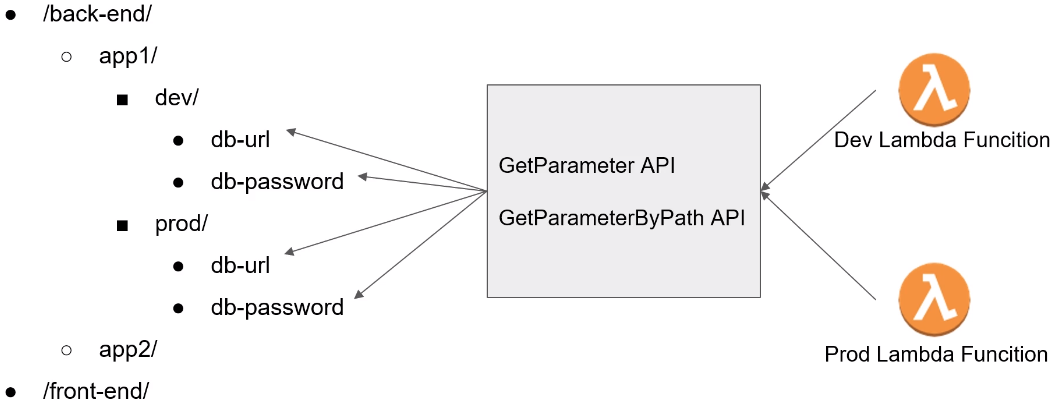 /back-end/
app1/
dev/
db-url
db-password
prod/
db-url
db-password
app2/
/front-end/
GetParameter API
GetParameterByPath API
Dev Lambda Funcition
Prod Lambda Funcition